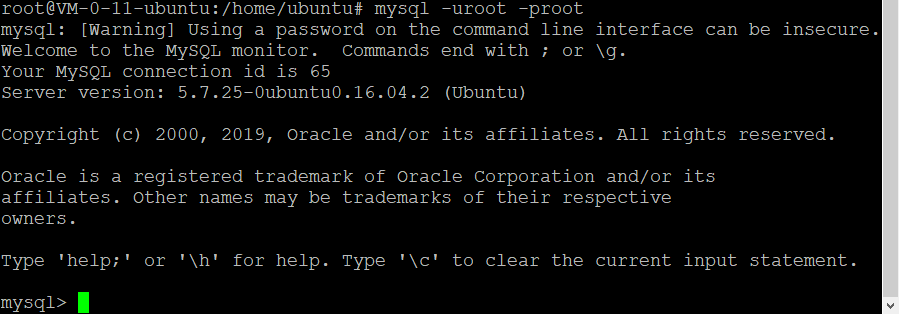 root@VM-0-11-ubuntu:/home/ubuntu# mysql -uroot -proot
mysql: [Warning] Using a password on the command line interface can be insecure.
Welcome to the MySQL monitor.  Commands end with ; or \g.
Your MySQL connection id is 65
Server version: 5.7.25-0ubuntu0.16.04.2 (Ubuntu)

Copyright (c) 2000, 2019, Oracle and/or its affiliates. All rights reserved.

Oracle is a registered trademark of Oracle Corporation and/or its
affiliates. Other names may be trademarks of their respective
owners.

Type 'help;' or '\h' for help. Type '\c' to clear the current input statement.

mysql>